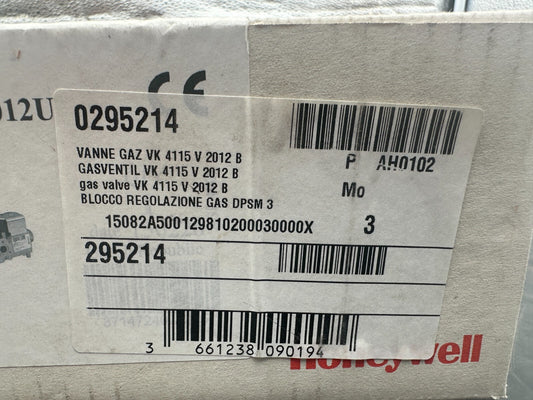 012U
CE
0295214
VANNE GAZ VK 4115 V 2012 B
GASVENTIL VK 4115 V 2012 B
gas valve VK 4115 V 2012 B
BLOCCO REGOLAZIONE GAS DPSM 3
P AH0102
Mo
15082A500129810200030000X 3
295214
3 661238 090194
Honeywell